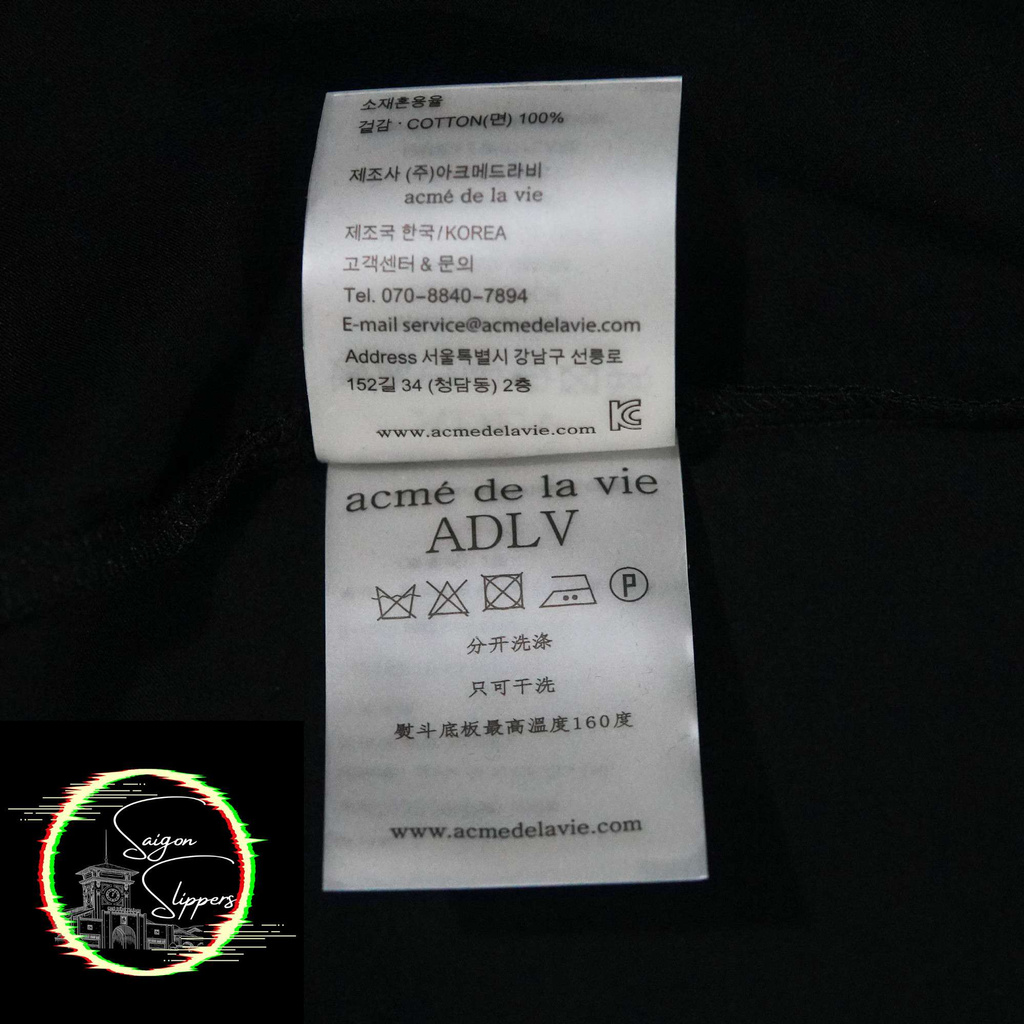 소재혼용율
겉감 · COTTON(면) 100%
제조사 (주)아크메드라비
acmé de la vie
제조국 한국/KOREA
고객센터 & 문의
Tel. 070-8840-7894
E-mail service@acmedelavie.com
Address 서울특별시 강남구 선릉로
152길 34 (청담동) 2층
www.acmedelavie.com
acmé de la vie
ADLV
P
分开洗涤
只可干洗
熨斗底板最高溫度160度
www.acmedelavie.com
Saigon
Slippers